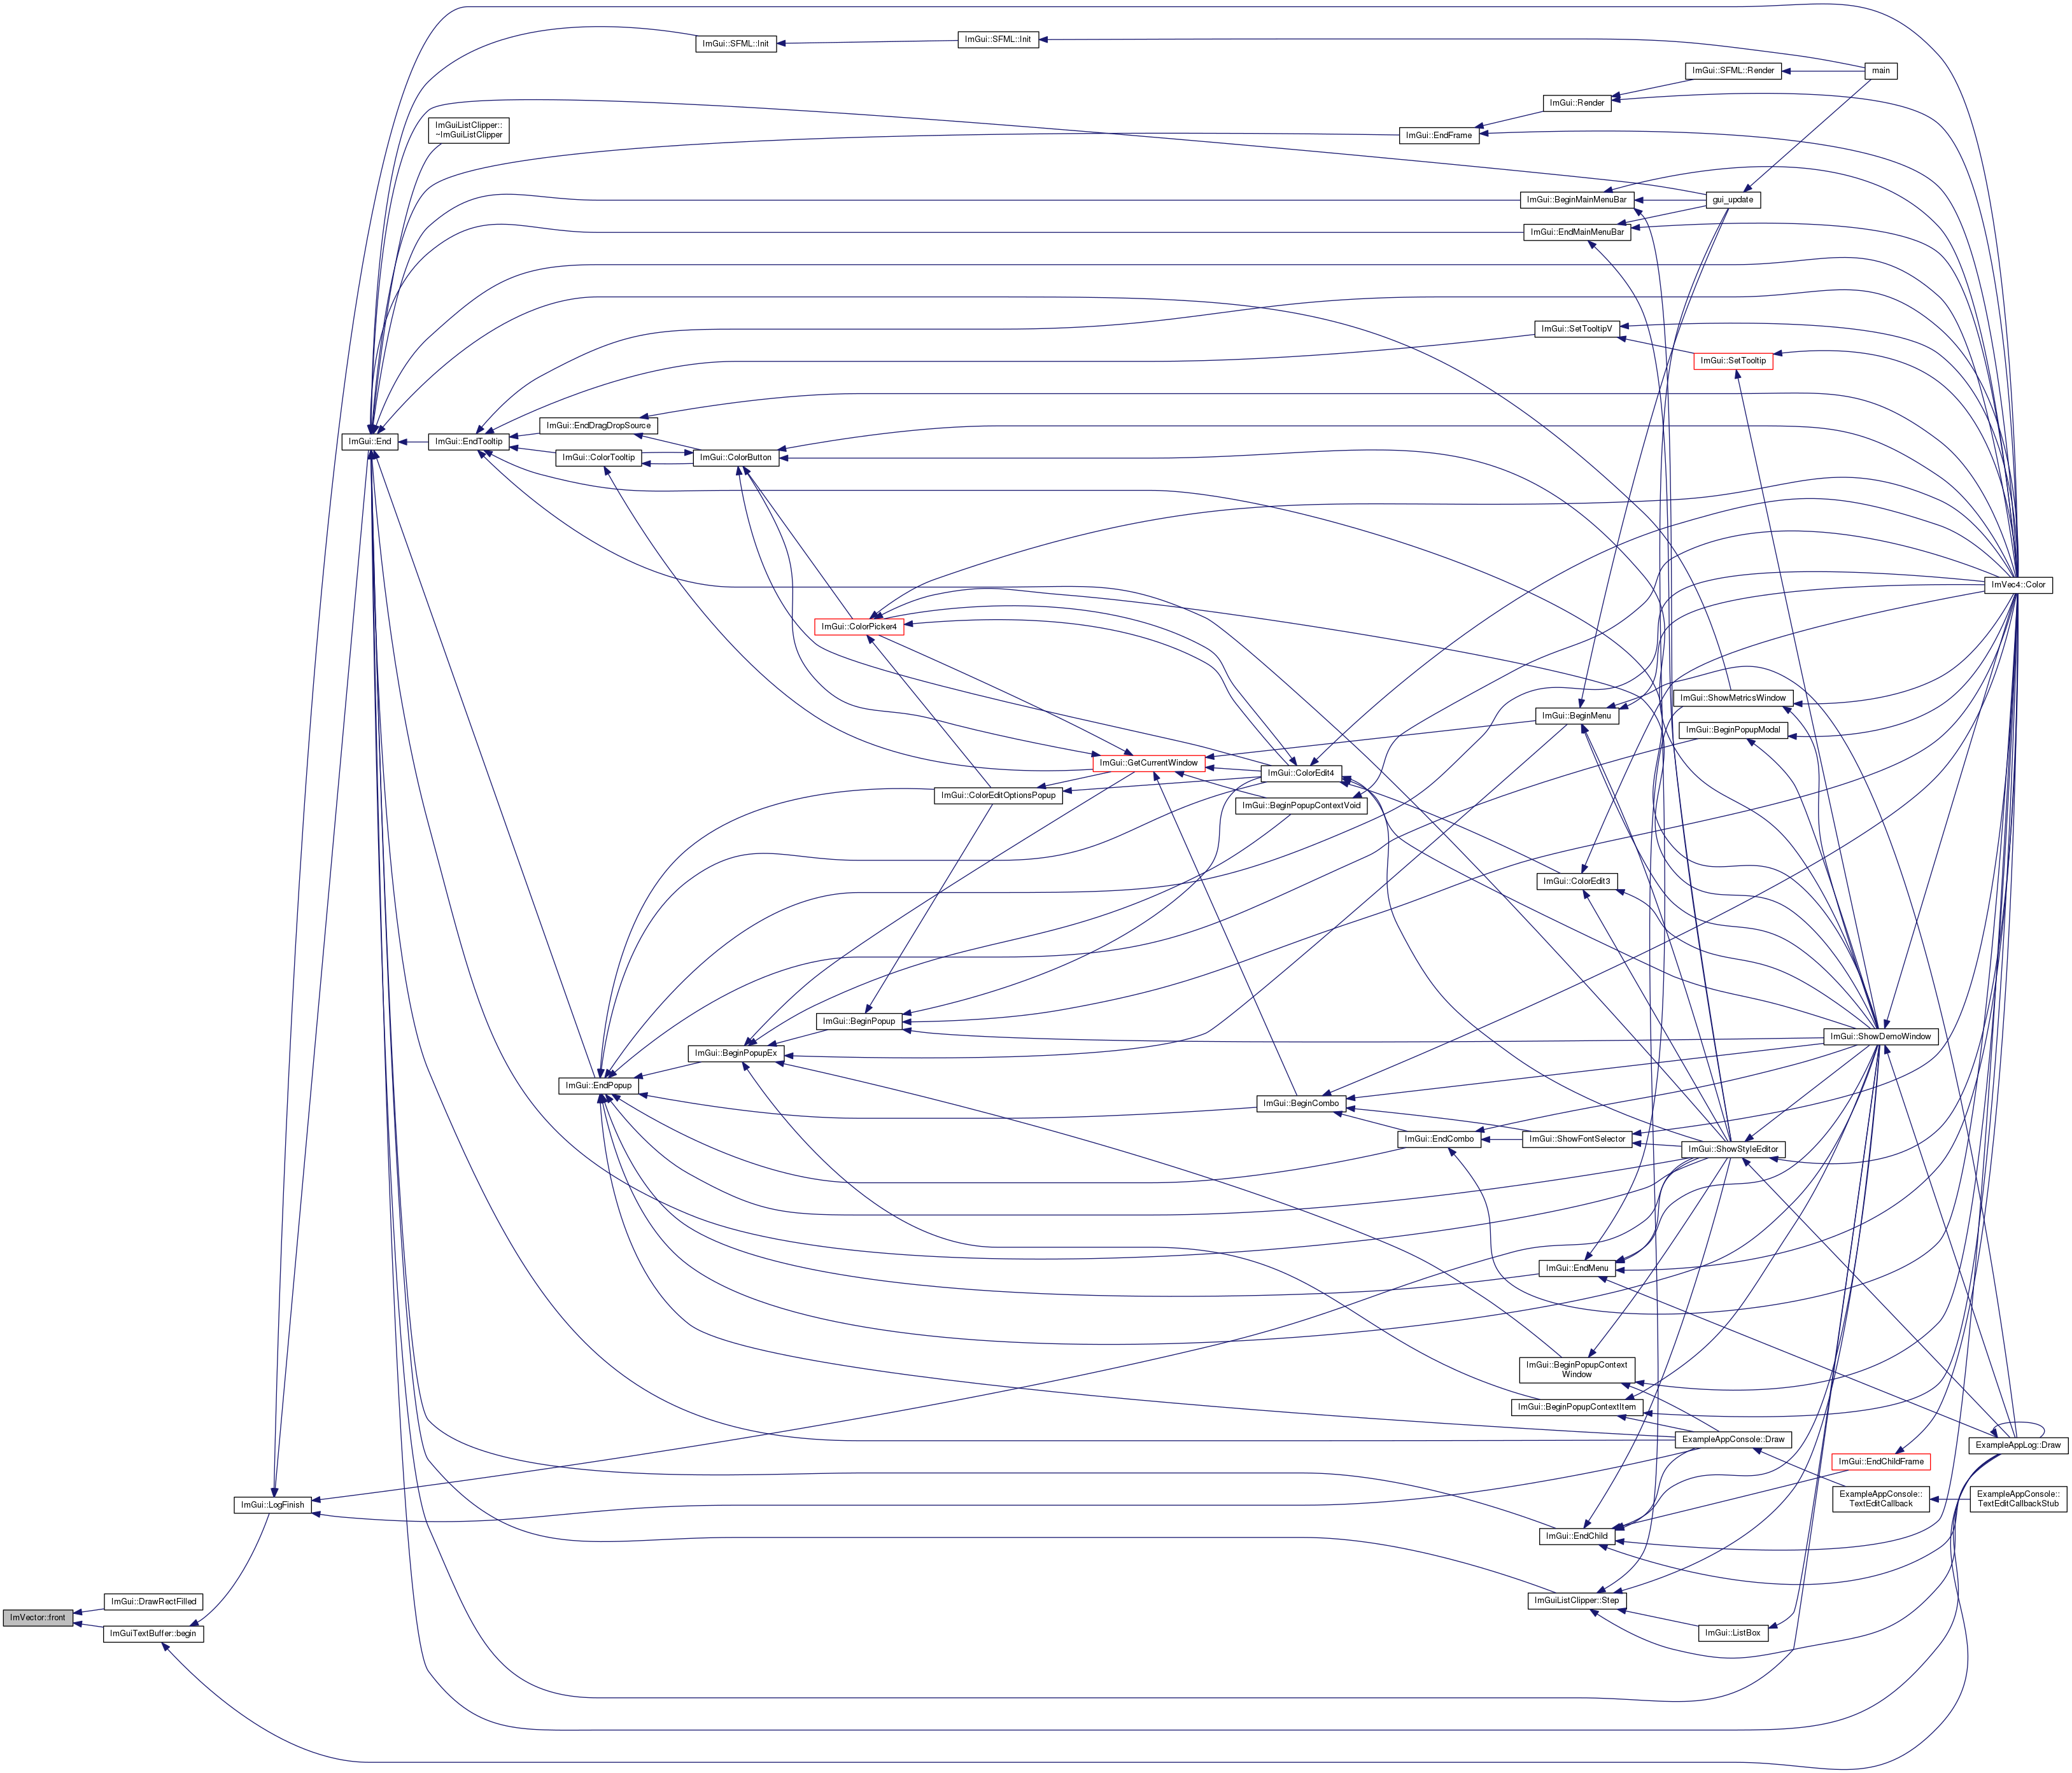 ImGui::SFML::Init
ImGui::SFML::Init
ImGui::SFML::Render
main
ImGui::Render
ImGuiListClipper::
~ImGuiListClipper
ImGui::EndFrame
ImGui::BeginMainMenuBar
gui_update
ImGui::EndMainMenuBar
ImGui::SetTooltipV
ImGui::SetTooltip
ImGui::EndDragDropSource
ImGui::End
ImGui::EndTooltip
ImGui::ColorTooltip
ImGui::ColorButton
ImVec4::Color
ImGui::ColorPicker4
ImGui::ShowMetricsWindow
ImGui::BeginMenu
ImGui::BeginPopupModal
ImGui::GetCurrentWindow
ImGui::ColorEdit4
ImGui::ColorEditOptionsPopup
ImGui::BeginPopupContextVoid
ImGui::ColorEdit3
ImGui::BeginPopup
ImGui::ShowDemoWindow
ImGui::BeginPopupEx
ImGui::EndPopup
ImGui::BeginCombo
ImGui::EndCombo
ImGui::ShowFontSelector
ImGui::ShowStyleEditor
ImGui::EndMenu
ImGui::BeginPopupContext
Window
ImGui::BeginPopupContextItem
ExampleAppConsole::Draw
ExampleAppLog::Draw
ImGui::EndChildFrame
ImGui::LogFinish
ExampleAppConsole::
TextEditCallback
ExampleAppConsole::
TextEditCallbackStub
ImGui::EndChild
ImGui::DrawRectFilled
ImGuiListClipper::Step
ImVector::front
ImGuiTextBuffer::begin
ImGui::ListBox